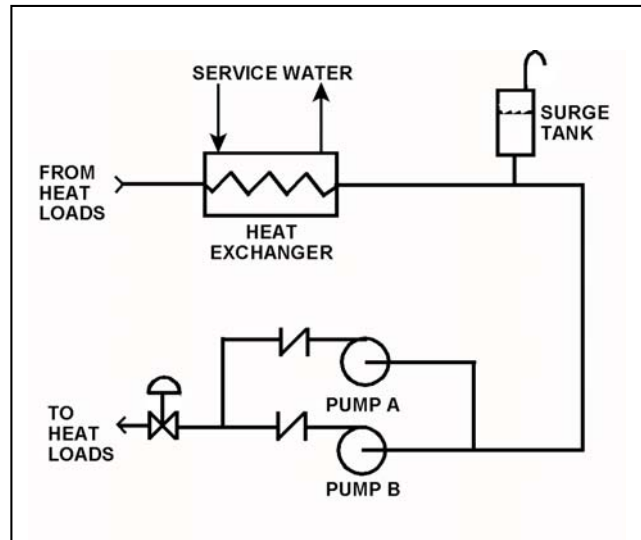 SERVICE WATER
SURGE
TANK
FROM
HEAT
LOADS
HEAT
EXCHANGER
PUMP A
TO
HEAT
LOADS
PUMP B